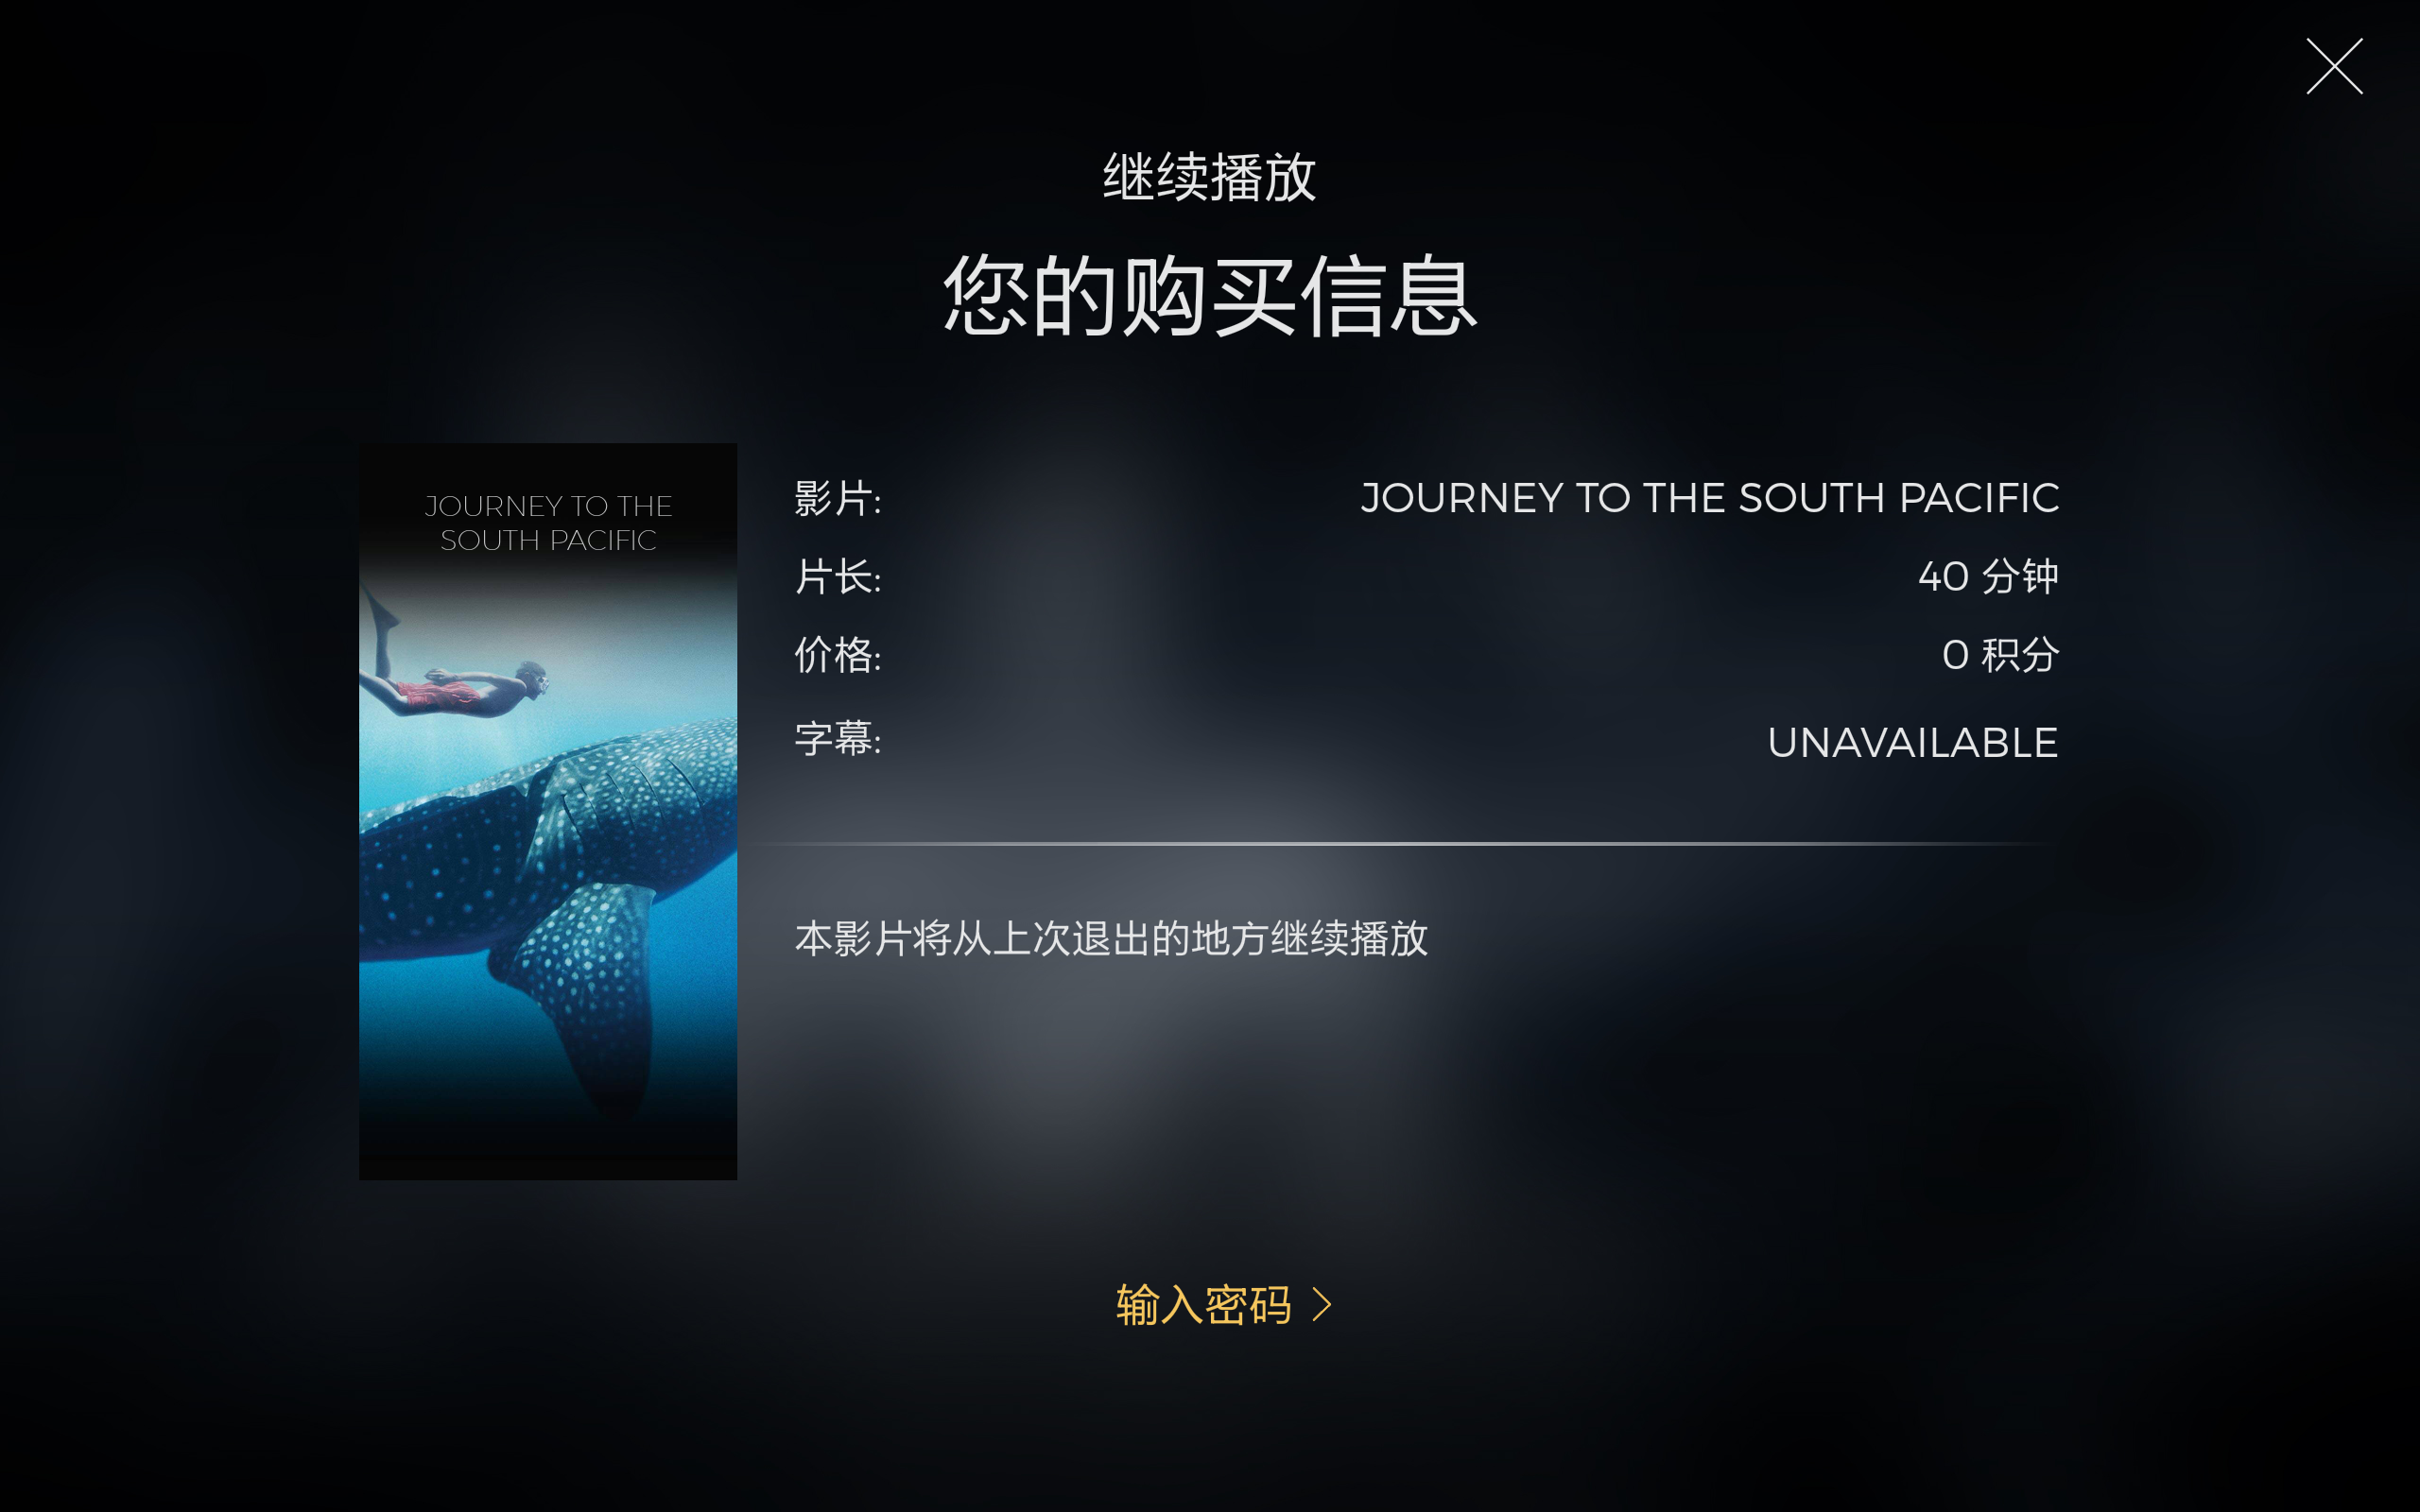 继续播放
您的购买信息
JOURNEY TO THE
SOUTH PACIFIC
影片: JOURNEY TO THE SOUTH PACIFIC
片长: 40 分钟
价格: 0 积分
字幕: UNAVAILABLE
本影片将从上次退出的地方继续播放
输入密码